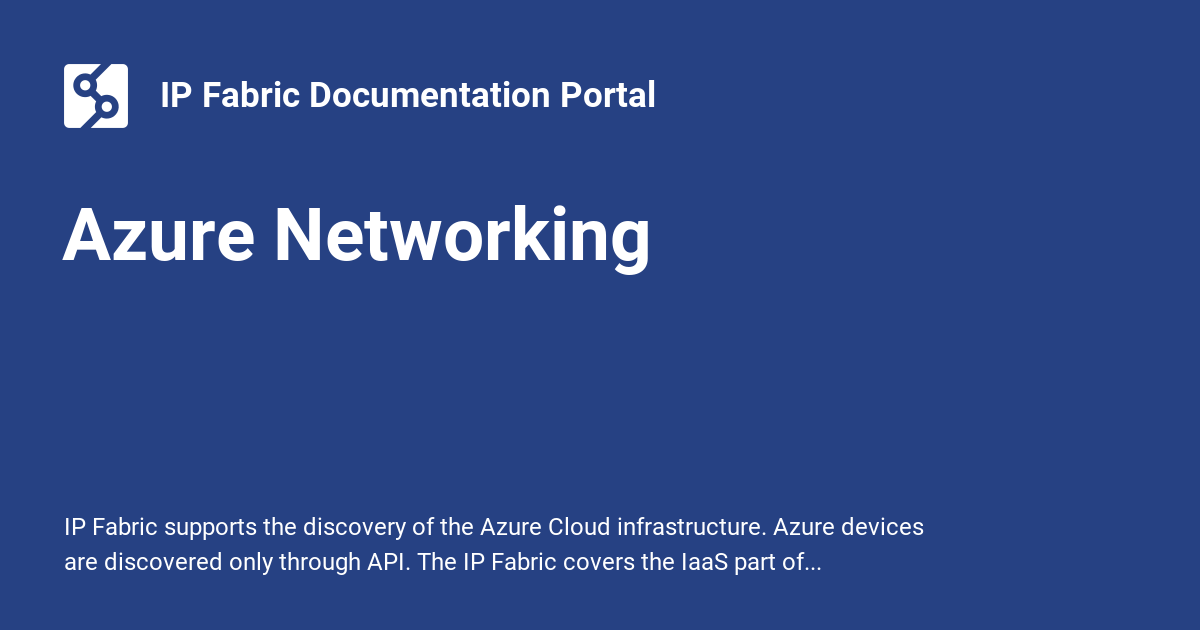 IP Fabric Documentation Portal
Azure Networking
IP Fabric supports the discovery of the Azure Cloud infrastructure. Azure devices
are discovered only through API. The IP Fabric covers the IaaS part of...